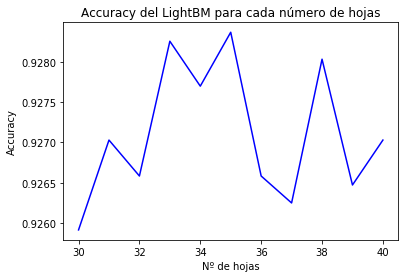 Accuracy del LightBM para cada número de hojas
0.9280
0.9275
0.9270
0.9265
0.9260
Accuracy
30 32 34 36 38 40
Nº de hojas